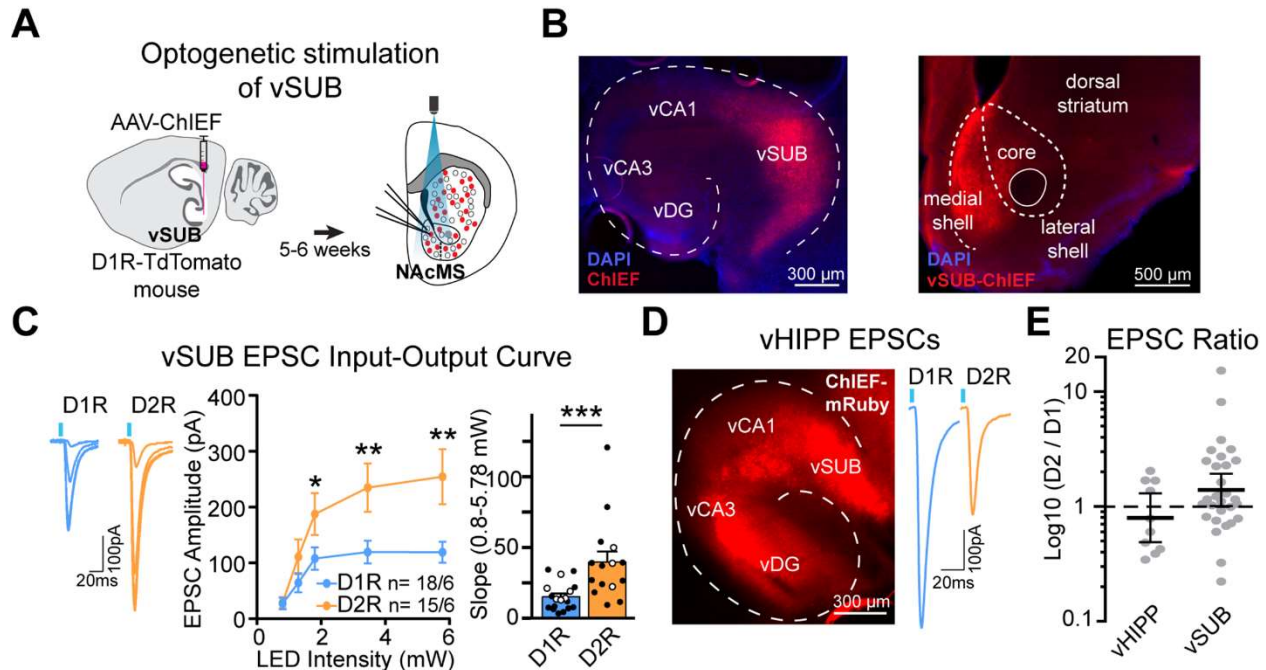 A
Optogenetic stimulation
of vSUB
AAV-ChIEF
vSUB
D1R-TdTomato
mouse
5-6 weeks
NAcMS
B
vCA1
vCA3
vSUB
vDG
DAPI
ChIEF
300 µm
dorsal
striatum
core
medial
shell
lateral
shell
DAPI
vSUB-ChIEF
500 µm
C
vSUB EPSC Input-Output Curve
D1R D2R
100pA
20ms
EPSC Amplitude (pA)
400
300
200
100
0
* ** **
D1R n= 18/6
D2R n= 15/6
0 2 4 6
LED Intensity (mW)
Slope (0.8-5.78 mW)
***
100
50
0
D1R
D2R
D
vHIPP EPSCs
ChIEF-
mRuby
vCA1
vSUB
vCA3
vDG
300 µm
D1R D2R
100pA
20ms
E
EPSC Ratio
Log10 (D2 / D1)
20
10
1
0.1
vHIPP
vSUB